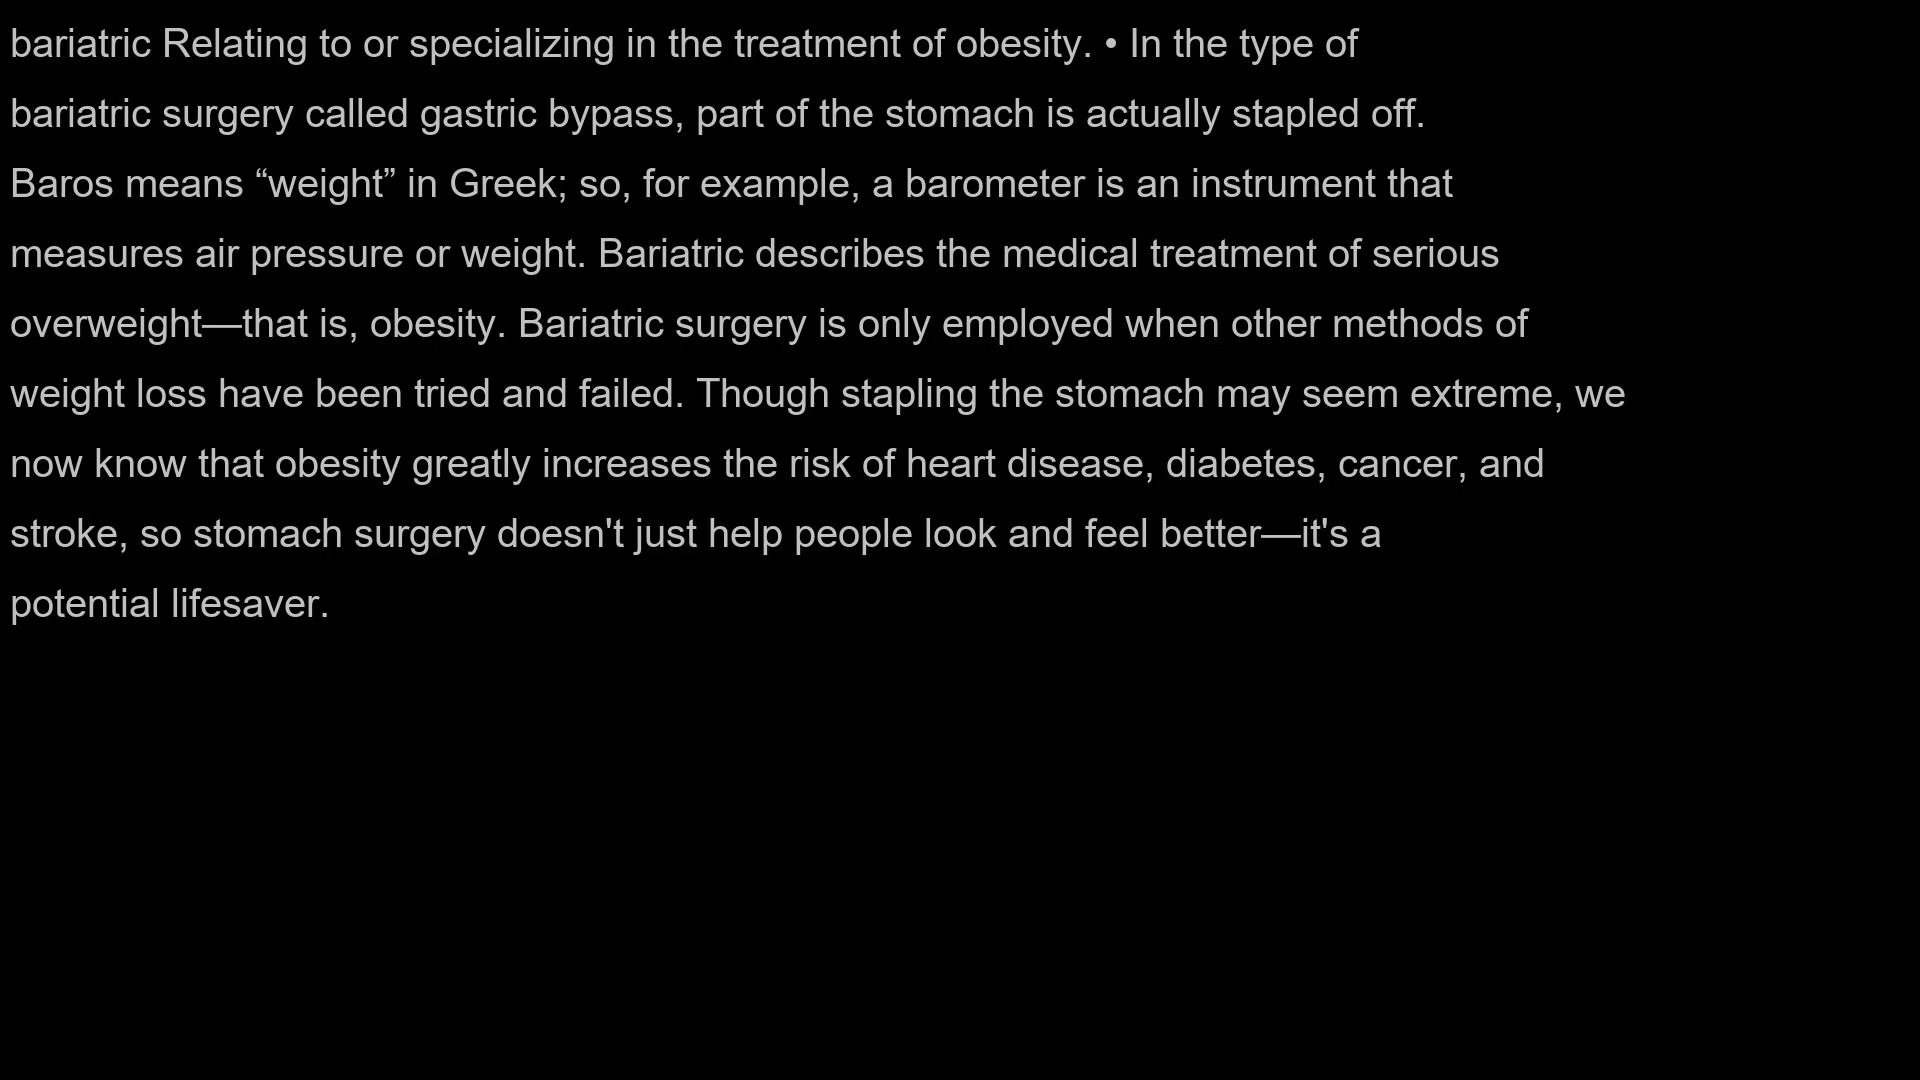 bariatric Relating to or specializing in the treatment of obesity. • In the type of
bariatric surgery called gastric bypass, part of the stomach is actually stapled off.
Baros means “weight” in Greek; so, for example, a barometer is an instrument that
measures air pressure or weight. Bariatric describes the medical treatment of serious
overweight—that is, obesity. Bariatric surgery is only employed when other methods of
weight loss have been tried and failed. Though stapling the stomach may seem extreme, we
now know that obesity greatly increases the risk of heart disease, diabetes, cancer, and
stroke, so stomach surgery doesn't just help people look and feel better—it's a
potential lifesaver.